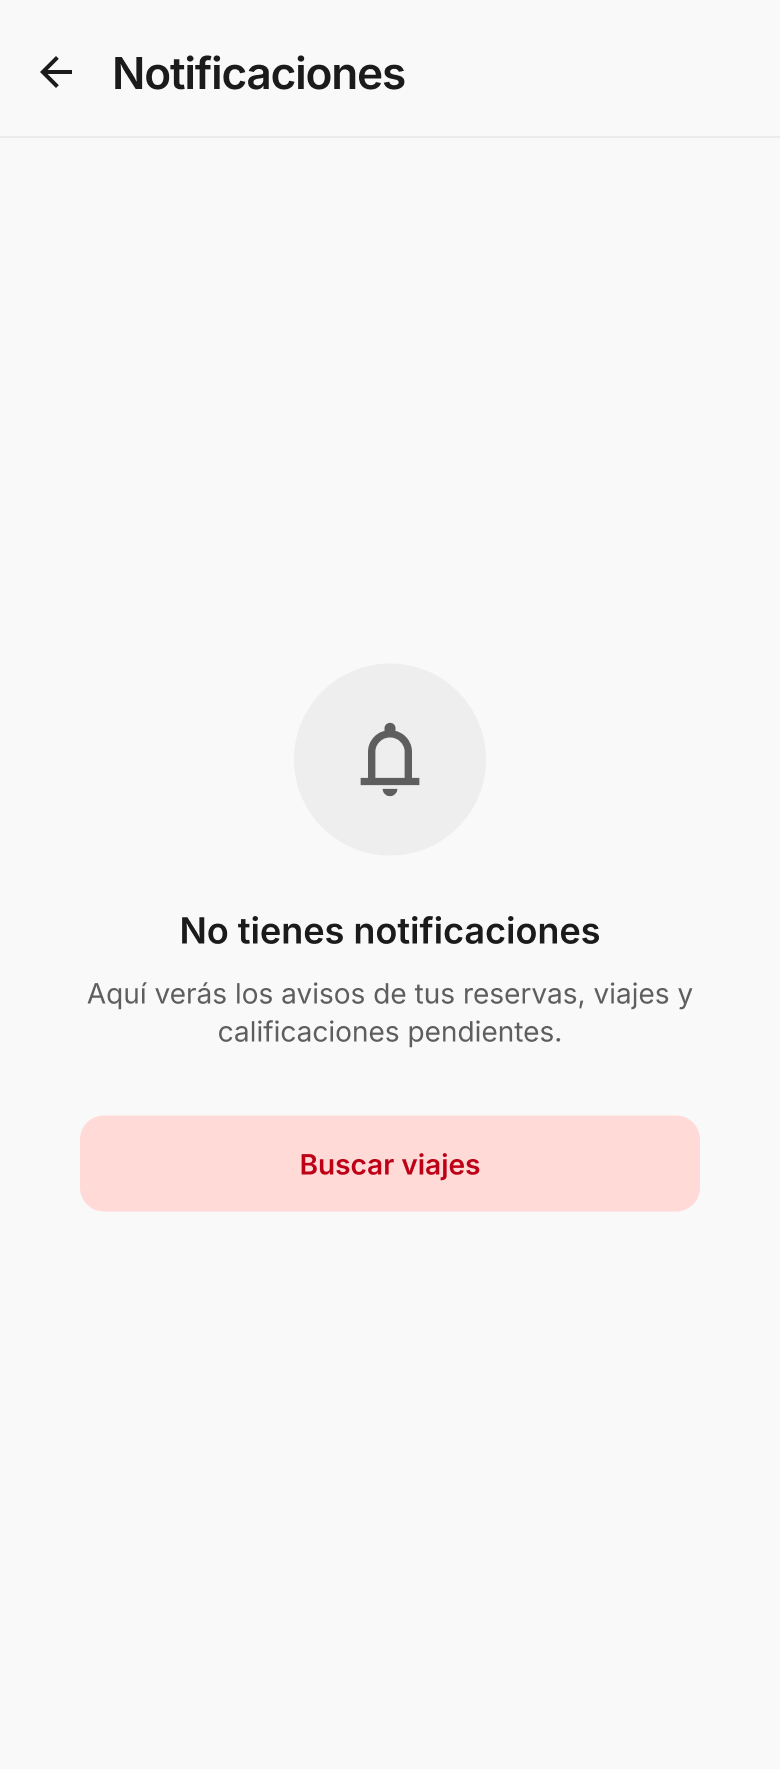 Notificaciones
No tienes notificaciones
Aquí verás los avisos de tus reservas, viajes y
calificaciones pendientes.
Buscar viajes